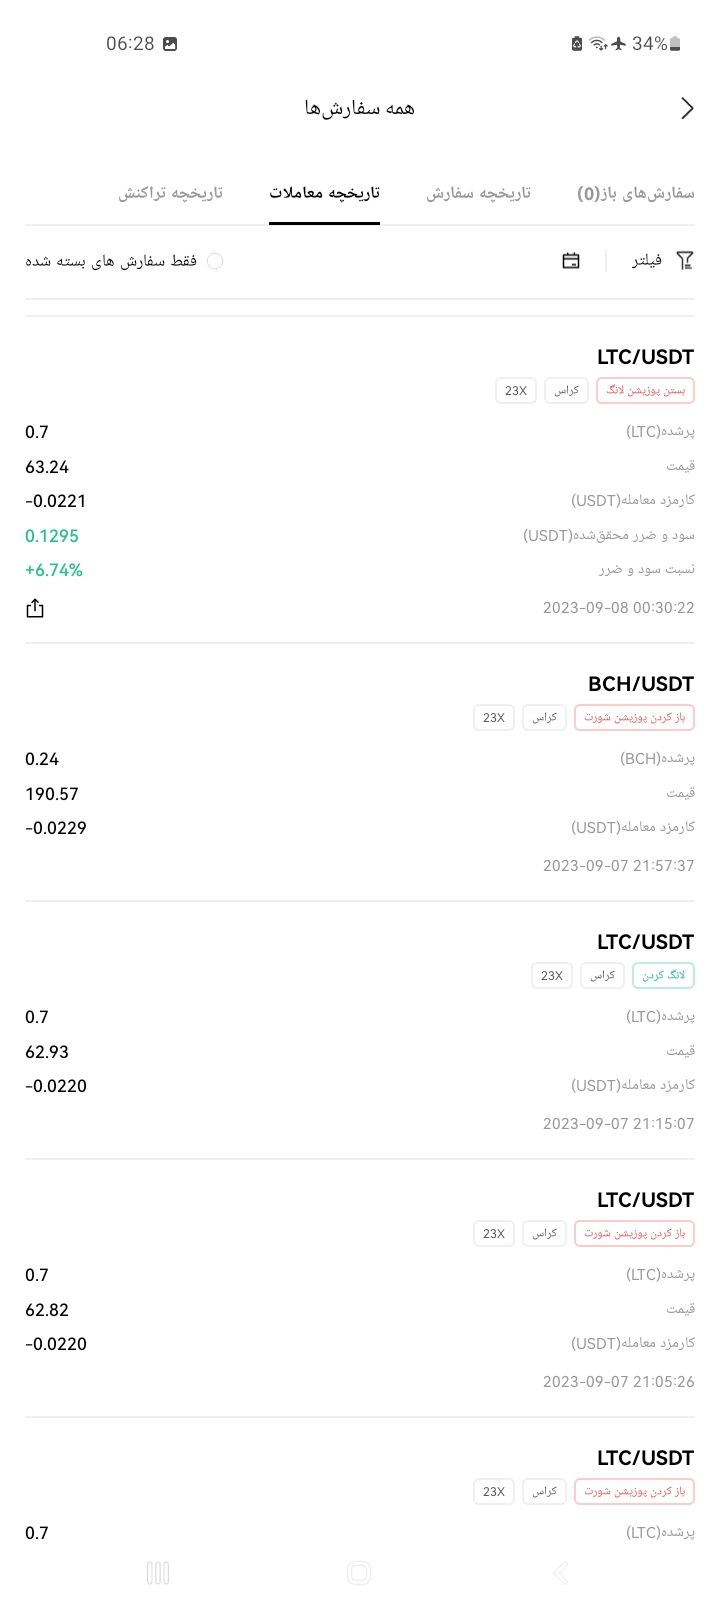 06:28
34%
همه سفارش‌ها
سفارش‌های باز(0) تاریخچه سفارش تاریخچه معاملات تاریخچه تراکنش
فیلتر فقط سفارش های بسته شده
LTC/USDT
بستن پوزیشن لانگ کراس 23X
پرشده(LTC) 0.7
قیمت 63.24
کارمزد معامله(USDT) -0.0221
سود و ضرر محقق‌شده(USDT) 0.1295
نسبت سود و ضرر +6.74%
2023-09-08 00:30:22
BCH/USDT
باز کردن پوزیشن شورت کراس 23X
پرشده(BCH) 0.24
قیمت 190.57
کارمزد معامله(USDT) -0.0229
2023-09-07 21:57:37
LTC/USDT
لانگ کردن کراس 23X
پرشده(LTC) 0.7
قیمت 62.93
کارمزد معامله(USDT) -0.0220
2023-09-07 21:15:07
LTC/USDT
باز کردن پوزیشن شورت کراس 23X
پرشده(LTC) 0.7
قیمت 62.82
کارمزد معامله(USDT) -0.0220
2023-09-07 21:05:26
LTC/USDT
باز کردن پوزیشن شورت کراس 23X
پرشده(LTC) 0.7